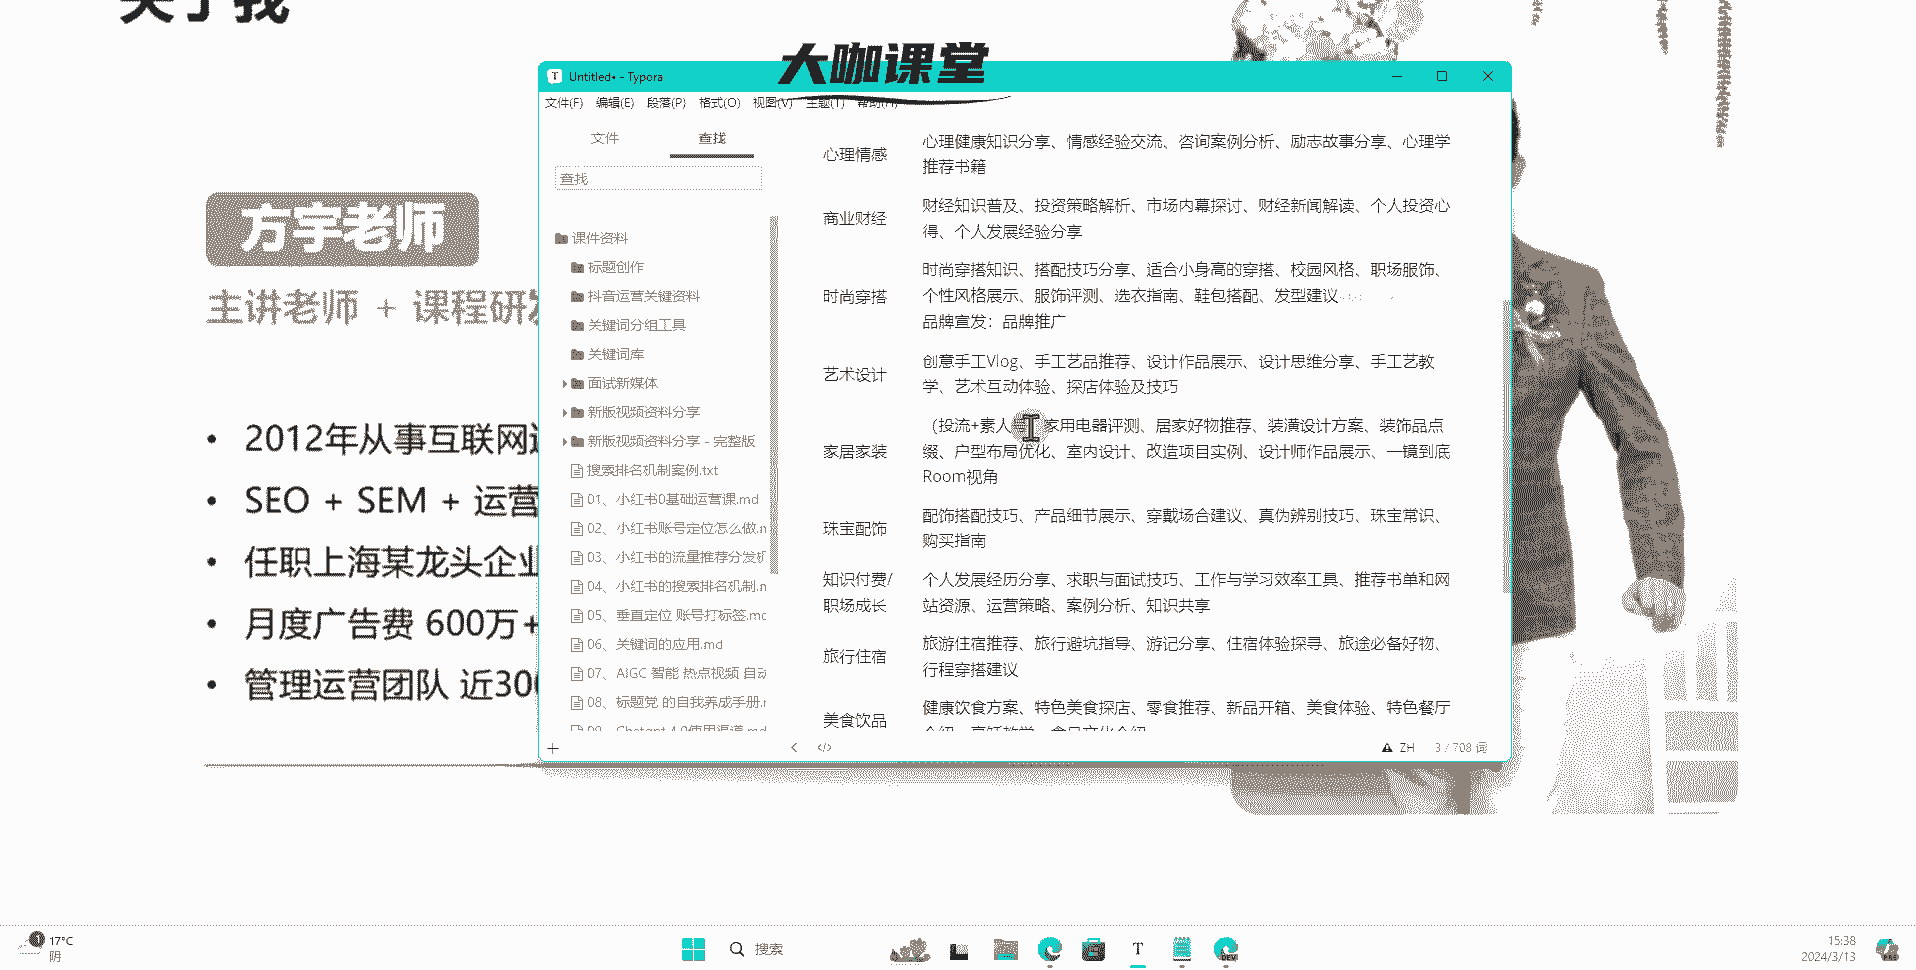 关于我
大咖课堂
方宇老师
主讲老师 + 课程研发
2012年从事互联网
SEO + SEM + 运营
任职上海某龙头企业
月度广告费 600万+
管理运营团队 近300
Untitled• - Typora
文件(F) 编辑(E) 段落(P) 格式(O) 视图(V) 主题(T) 帮助(H)
文件 查找
查找
课件资料
标题创作
抖音运营关键资料
关键词分组工具
关键词库
面试新媒体
新版视频资料分享
新版视频资料分享 - 完整版
搜索排名机制案例.txt
01、小红书0基础运营课.md
02、小红书账号定位怎么做.m
03、小红书的流量推荐分发机
04、小红书的搜索排名机制.m
05、垂直定位 账号打标签.md
06、关键词的应用.md
07、AIGC 智能 热点视频 自动
08、标题党 的自我养成手册.m
09、Chatgpt 4.0使用渠道.md
心理情感
心理健康知识分享、情感经验交流、咨询案例分析、励志故事分享、心理学
推荐书籍
商业财经
财经知识普及、投资策略解析、市场内幕探讨、财经新闻解读、个人投资心
得、个人发展经验分享
时尚穿搭
时尚穿搭知识、搭配技巧分享、适合小身高的穿搭、校园风格、职场服饰、
个性风格展示、服饰评测、选衣指南、鞋包搭配、发型建议
品牌宣发：品牌推广
艺术设计
创意手工Vlog、手工艺品推荐、设计作品展示、设计思维分享、手工艺教
学、艺术互动体验、探店体验及技巧
家居家装
（投流+素人 家用电器评测、居家好物推荐、装潢设计方案、装饰品点
缀、户型布局优化、室内设计、改造项目实例、设计师作品展示、一镜到底
Room视角
珠宝配饰
配饰搭配技巧、产品细节展示、穿戴场合建议、真伪辨别技巧、珠宝常识、
购买指南
知识付费/
职场成长
个人发展经历分享、求职与面试技巧、工作与学习效率工具、推荐书单和网
站资源、运营策略、案例分析、知识共享
旅行住宿
旅游住宿推荐、旅行避坑指导、游记分享、住宿体验探寻、旅途必备好物、
行程穿搭建议
美食饮品
健康饮食方案、特色美食探店、零食推荐、新品开箱、美食体验、特色餐厅
ZH 3 / 708 词
1 17°C
阴
搜索
DEV
15:38
2024/3/13
PRE